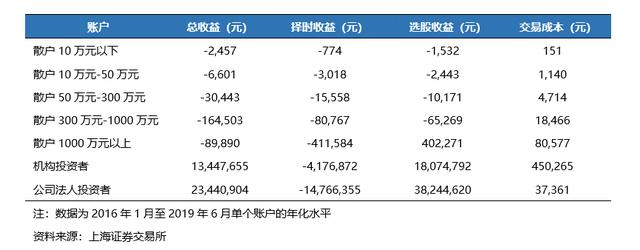 账户 总收益（元） 择时收益（元） 选股收益（元） 交易成本（元）
散户 10 万元以下 -2,457 -774 -1,532 151
散户 10 万元-50 万元 -6,601 -3,018 -2,443 1,140
散户 50 万元-300 万元 -30,443 -15,558 -10,171 4,714
散户 300 万元-1000 万元 -164,503 -80,767 -65,269 18,466
散户 1000 万元以上 -89,890 -411,584 402,271 80,577
机构投资者 13,447,655 -4,176,872 18,074,792 450,265
公司法人投资者 23,440,904 -14,766,355 38,244,620 37,361
注：数据为 2016 年 1 月至 2019 年 6 月单个账户的年化水平
资料来源：上海证券交易所